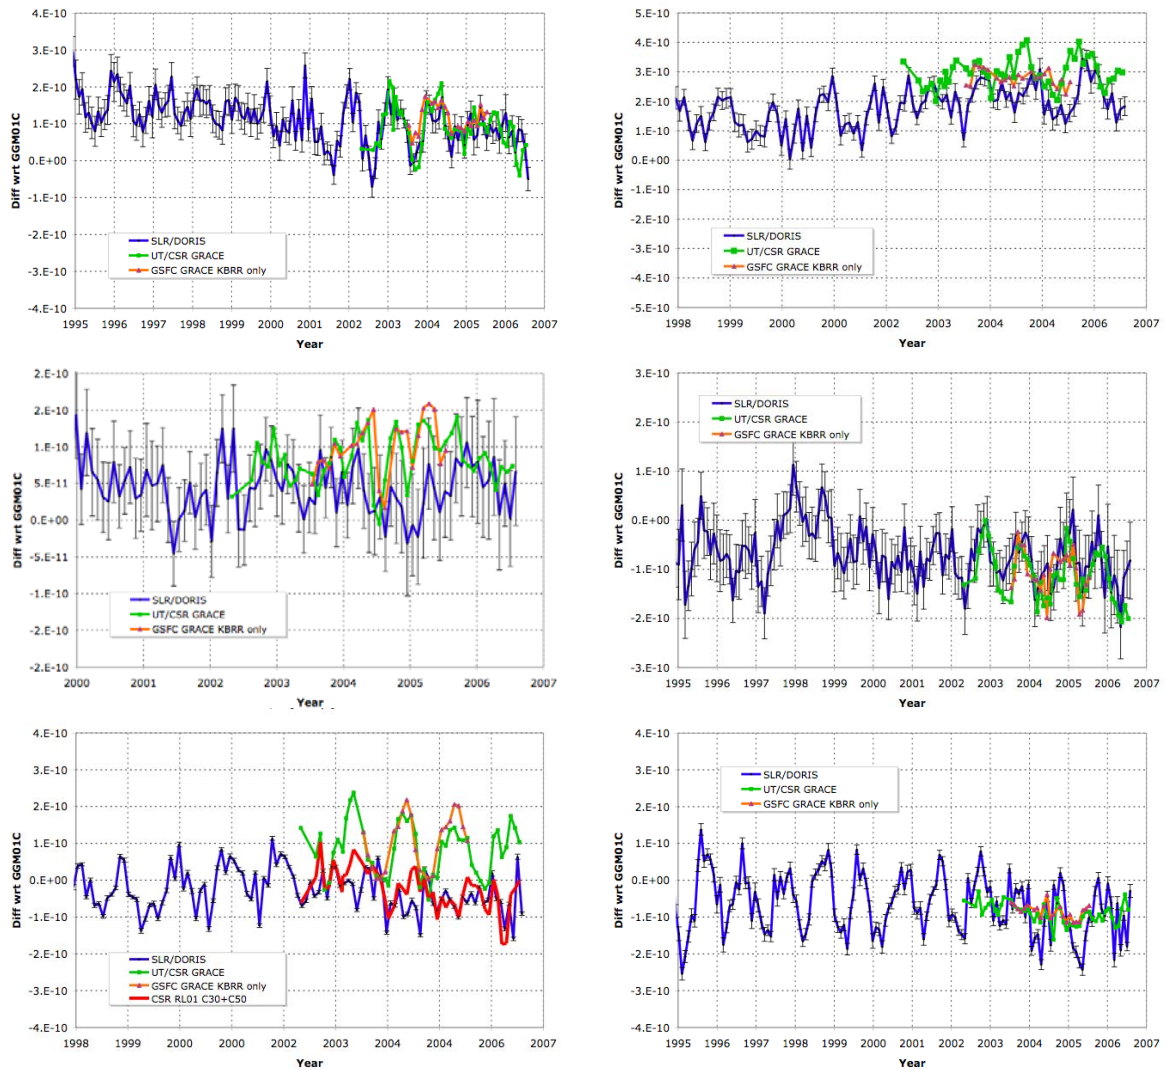 4.E-10
3.E-10
2.E-10
1.E-10
0.E+00
-1.E-10
-2.E-10
-3.E-10
-4.E-10
Diff wrt GGM01C
SLR/DORIS
UT/CSR GRACE
GSFC GRACE KBRR only
1995 1996 1997 1998 1999 2000 2001 2002 2003 2004 2005 2006 2007
Year
5.E-10
4.E-10
3.E-10
2.E-10
1.E-10
0.E+00
-1.E-10
-2.E-10
-3.E-10
-4.E-10
-5.E-10
Diff wrt GGM01C
SLR/DORIS
UT/CSR GRACE
GSFC GRACE KBRR only
1998 1999 2000 2000 2002 2003 2004 2004 2006 2007
Year
2.E-10
2.E-10
1.E-10
5.E-11
0.E+00
-5.E-11
-1.E-10
-2.E-10
-2.E-10
Diff wrt GGM01C
SLR/DORIS
UT/CSR GRACE
GSFC GRACE KBRR only
2000 2001 2002 2003 2004 2005 2006 2007
Year
3.E-10
2.E-10
1.E-10
0.E+00
-1.E-10
-2.E-10
-3.E-10
Diff wrt GGM01C
SLR/DORIS
UT/CSR GRACE
GSFC GRACE KBRR only
1995 1996 1997 1998 1999 2000 2001 2002 2003 2004 2005 2006 2007
Year
4.E-10
3.E-10
2.E-10
1.E-10
0.E+00
-1.E-10
-2.E-10
-3.E-10
-4.E-10
Diff wrt GGM01C
SLR/DORIS
UT/CSR GRACE
GSFC GRACE KBRR only
CSR RL01 C30+C50
1998 1999 2000 2000 2002 2003 2004 2004 2006 2007
Year
4.E-10
3.E-10
2.E-10
1.E-10
0.E+00
-1.E-10
-2.E-10
-3.E-10
-4.E-10
Diff wrt GGM01C
SLR/DORIS
UT/CSR GRACE
GSFC GRACE KBRR only
1995 1996 1997 1998 1999 2000 2001 2002 2003 2004 2005 2006 2007
Year